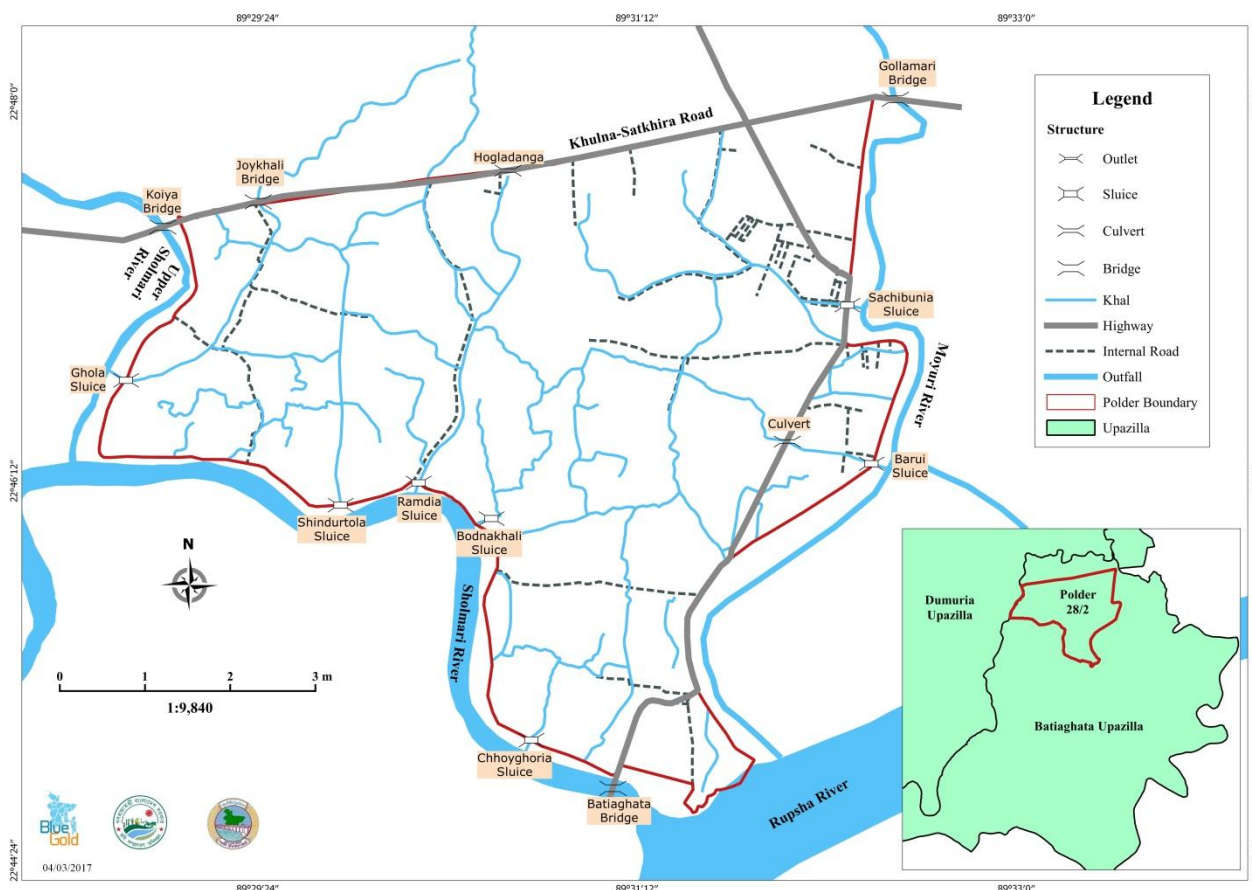 89°29'24"
89°31'12"
89°33'0"
22°48'0"
22°46'12"
22°44'24"
Gollamari
Bridge
Khulna-Satkhira Road
Hogladanga
Joykhali
Bridge
Koiya
Bridge
Upper
Sholmari
River
Sachibunia
Sluice
Moyuri River
Ghola
Sluice
Culvert
Barui
Sluice
Ramdia
Sluice
Shindurtola
Sluice
Bodnakhali
Sluice
Sholmari River
Chhoyghoria
Sluice
Batiaghata
Bridge
Rupsha River
N
0 1 2 3 m
1:9,840
Blue
Gold
04/03/2017
Legend
Structure
Outlet
Sluice
Culvert
Bridge
Khal
Highway
Internal Road
Outfall
Polder Boundary
Upazilla
Dumuria
Upazilla
Polder
28/2
Batiaghata Upazilla
89°29'24"
89°31'12"
89°33'0"